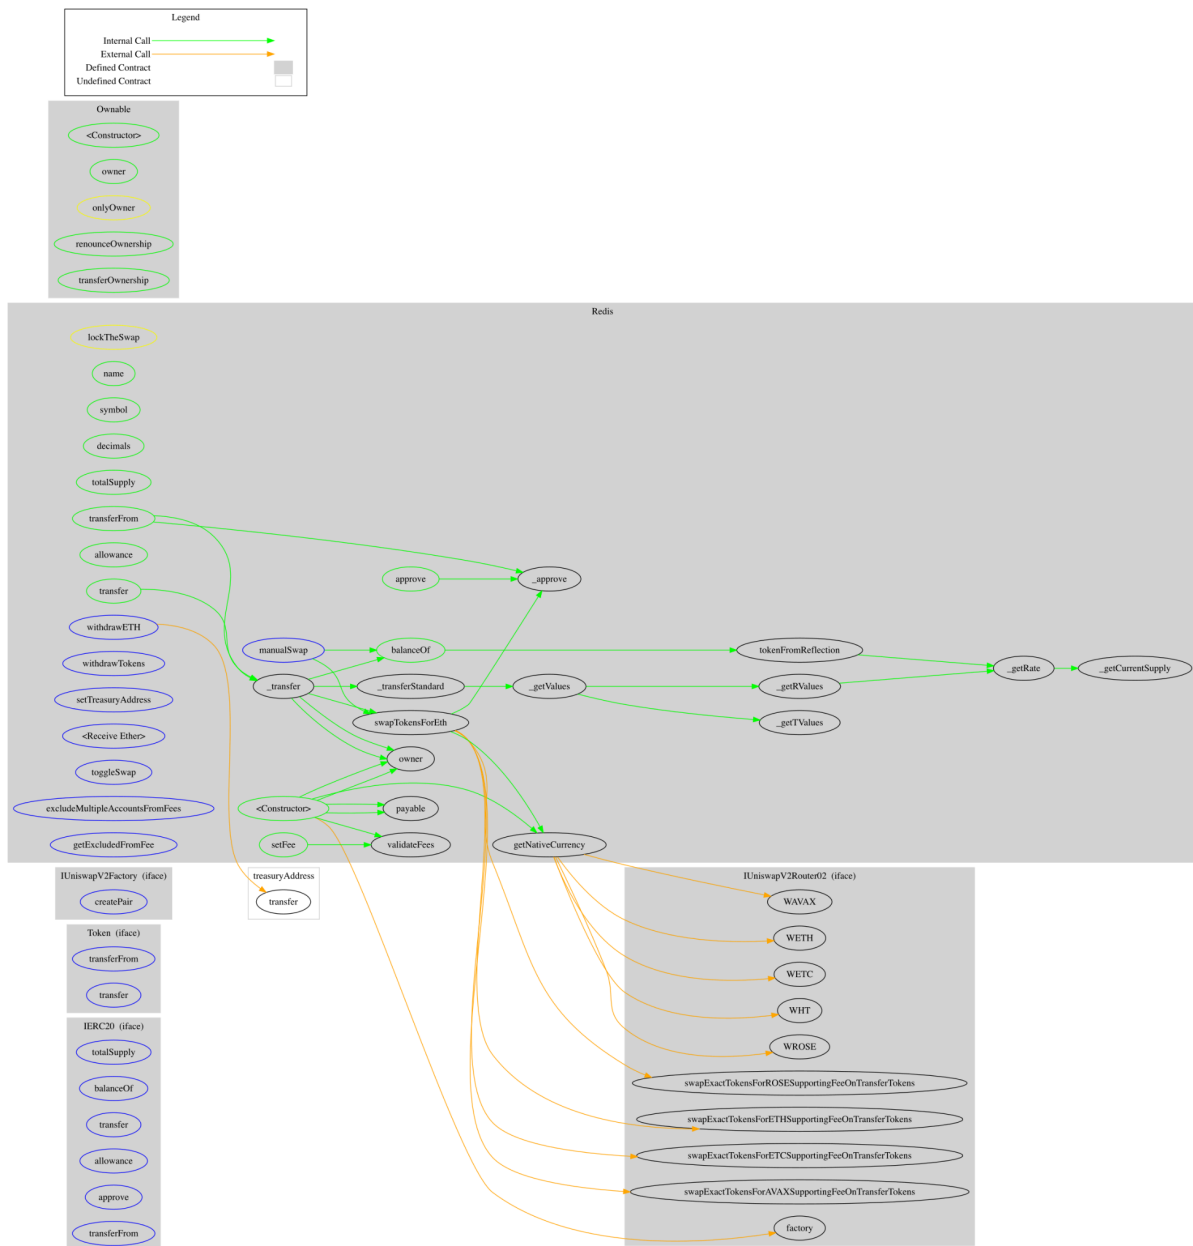 Legend
Internal Call
External Call
Defined Contract
Undefined Contract
Ownable
<Constructor>
owner
onlyOwner
renounceOwnership
transferOwnership
Redis
lockTheSwap
name
symbol
decimals
totalSupply
transferFrom
allowance
approve
_approve
transfer
withdrawETH
manualSwap
balanceOf
tokenFromReflection
withdrawTokens
_transfer
_transferStandard
_getValues
_getRValues
_getRate
_getCurrentSupply
setTreasuryAddress
swapTokensForEth
_getTValues
<Receive Ether>
owner
toggleSwap
excludeMultipleAccountsFromFees
<Constructor>
payable
getExcludedFromFee
setFee
validateFees
getNativeCurrency
IUniswapV2Factory (iface)
createPair
treasuryAddress
transfer
IUniswapV2Router02 (iface)
WAVAX
WETH
WETC
WHT
WROSE
swapExactTokensForROSESupportingFeeOnTransferTokens
swapExactTokensForETHSupportingFeeOnTransferTokens
swapExactTokensForETCSupportingFeeOnTransferTokens
swapExactTokensForAVAXSupportingFeeOnTransferTokens
factory
Token (iface)
transferFrom
transfer
IERC20 (iface)
totalSupply
balanceOf
transfer
allowance
approve
transferFrom